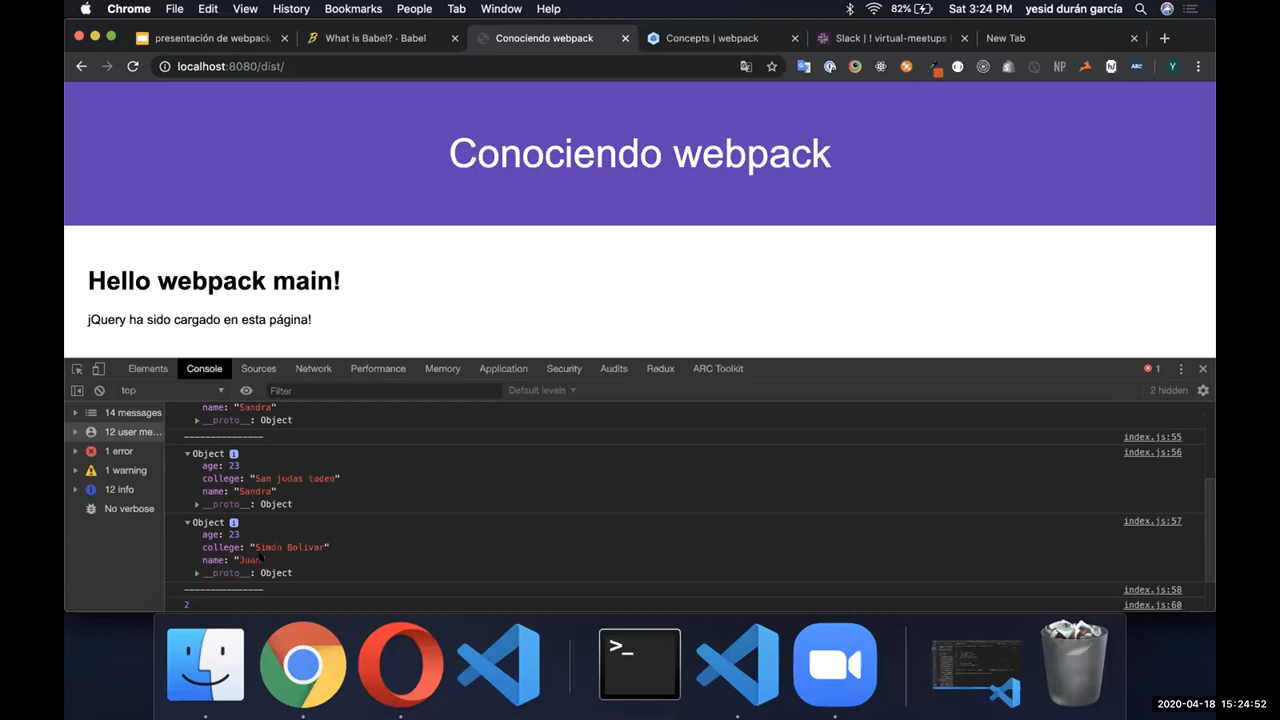 Chrome File Edit View History Bookmarks People Tab Window Help 82% Sat 3:24 PM yesid durán garcía
presentación de webpack What is Babel? · Babel Conociendo webpack Concepts | webpack Slack | ! virtual-meetups New Tab
localhost:8080/dist/
Conociendo webpack
Hello webpack main!
jQuery ha sido cargado en esta página!
Elements Console Sources Network Performance Memory Application Security Audits Redux ARC Toolkit 1
top Filter Default levels 2 hidden
14 messages
12 user me...
1 error
1 warning
12 info
No verbose
name: "Sandra"
__proto__: Object
--------------- index.js:55
Object index.js:56
age: 23
college: "San judas tadeo"
name: "Sandra"
__proto__: Object
Object index.js:57
age: 23
college: "Simón Bolivar"
name: "Juan"
__proto__: Object
--------------- index.js:58
2 index.js:60
2020-04-18 15:24:52